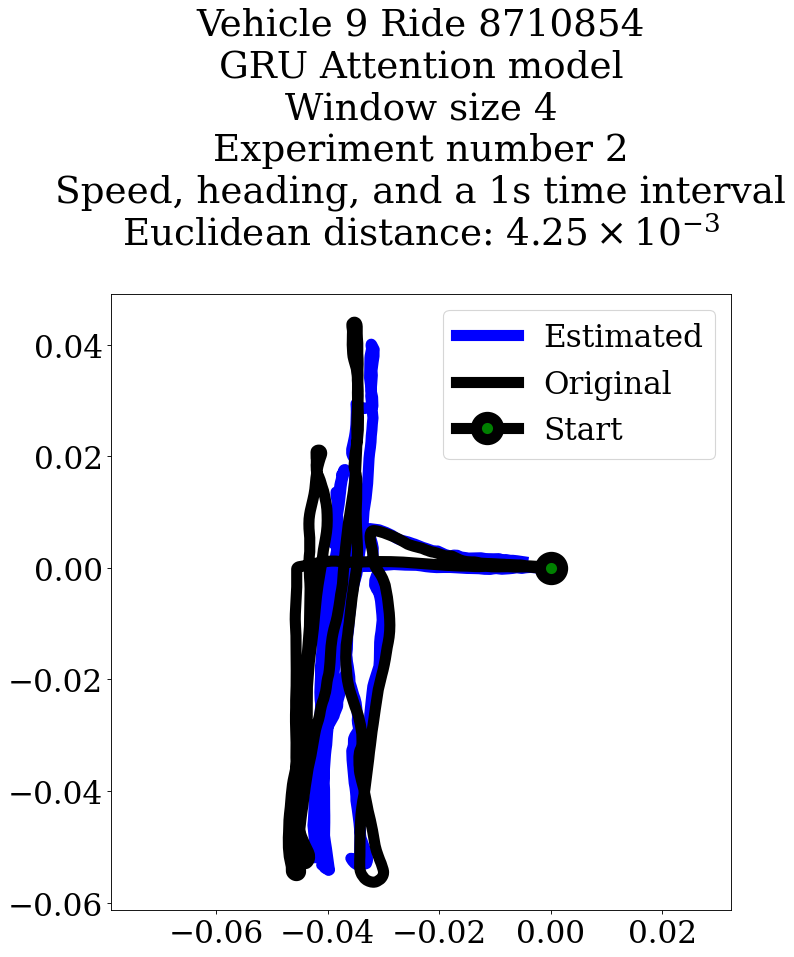 Vehicle 9 Ride 8710854
GRU Attention model
Window size 4
Experiment number 2
Speed, heading, and a 1s time interval
Euclidean distance: 4.25 × 10⁻³
Estimated
Original
Start
0.04
0.02
0.00
−0.02
−0.04
−0.06
−0.06 −0.04 −0.02 0.00 0.02